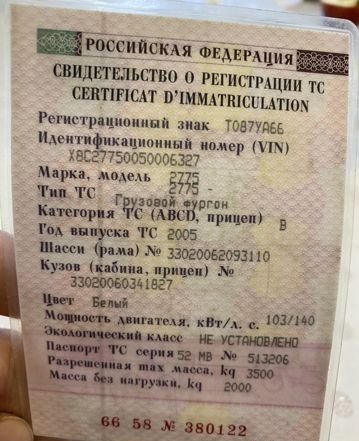 РОССИЙСКАЯ ФЕДЕРАЦИЯ
СВИДЕТЕЛЬСТВО О РЕГИСТРАЦИИ ТС
CERTIFICAT D'IMMATRICULATION
Регистрационный знак Т087УА66
Идентификационный номер (VIN)
X8C27750050006327
Марка, модель 2775
2775 -
Тип ТС Грузовой фургон
Категория ТС (ABCD, прицеп) B
Год выпуска ТС 2005
Шасси (рама) № 33020062093110
Кузов (кабина, прицеп) №
33020060341827
Цвет Белый
Мощность двигателя, кВт/л. с. 103/140
Экологический класс НЕ УСТАНОВЛЕНО
Паспорт ТС серия 52 МВ № 513206
Разрешенная max масса, kg 3500
Масса без нагрузки, kg 2000
66 58 № 380122